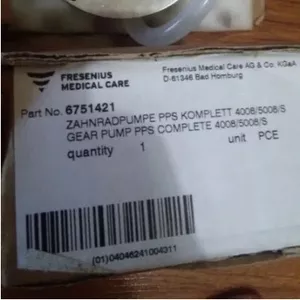 FRESENIUS
MEDICAL CARE
Fresenius Medical Care AG & Co. KGaA
D-61346 Bad Homburg
Part No. 6751421
ZAHNRADPUMPE PPS KOMPLETT 4008/5008/S
GEAR PUMP PPS COMPLETE 4008/5008/S
quantity 1 unit PCE
(01)04046241004311